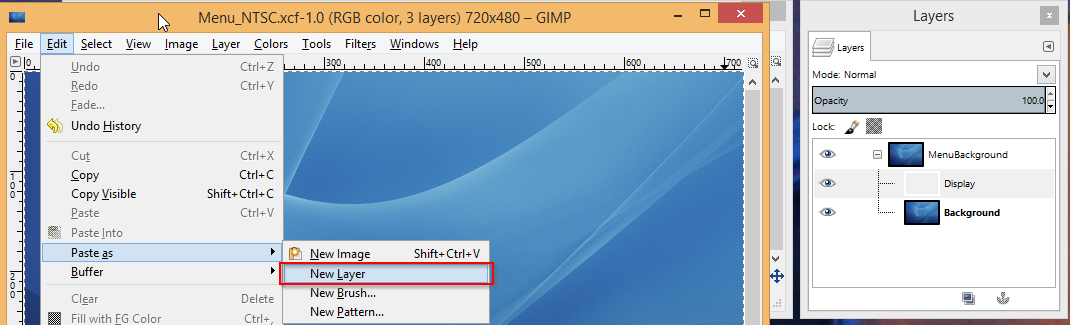 Menu_NTSC.xcf-1.0 (RGB color, 3 layers) 720x480 – GIMP
File Edit Select View Image Layer Colors Tools Filters Windows Help
0 300 400 500 600 700
0
100
200
Undo Ctrl+Z
Redo Ctrl+Y
Fade...
Undo History
Cut Ctrl+X
Copy Ctrl+C
Copy Visible Shift+Ctrl+C
Paste Ctrl+V
Paste Into
Paste as
Buffer
Clear Delete
Fill with FG Color Ctrl+,
New Image Shift+Ctrl+V
New Layer
New Brush...
New Pattern...
Layers
x
Layers
Mode: Normal
Opacity 100.0
Lock:
MenuBackground
Display
Background